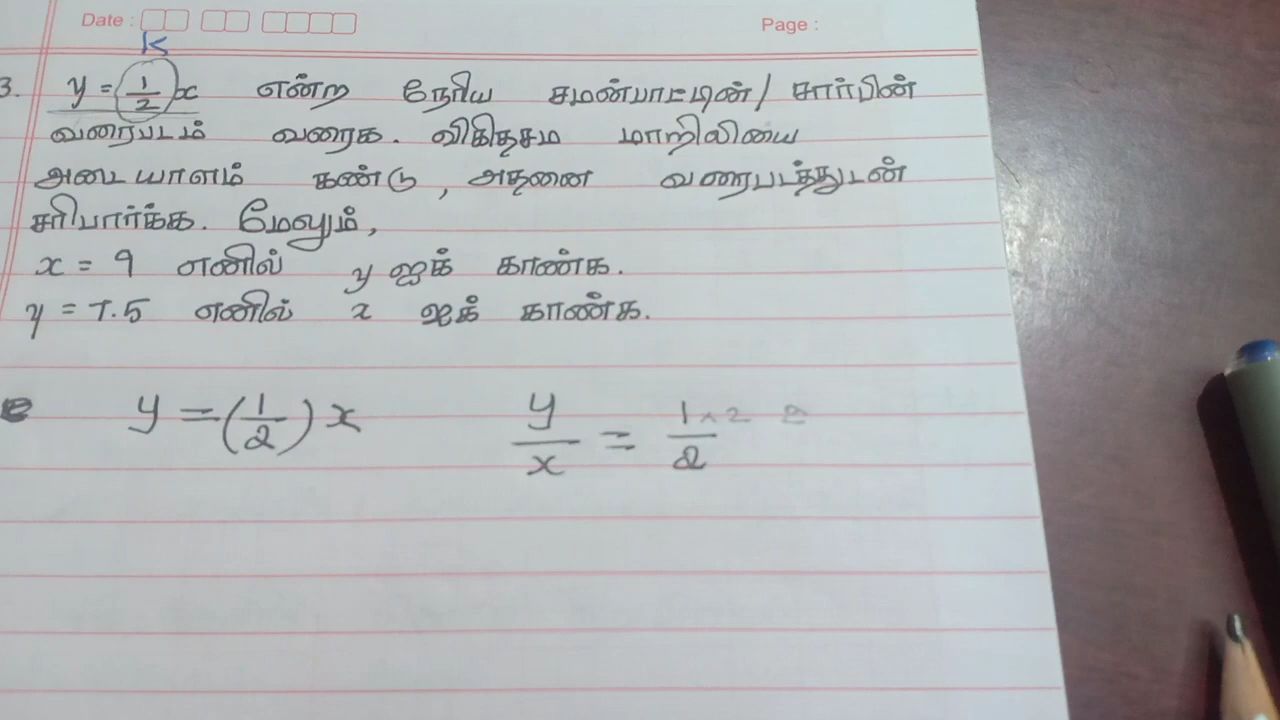 Date :
Page :
K
3. y = (1/2) x என்ற நேரிய சமன்பாட்டின் / சார்பின்
வரைபடம் வரைக. விகிதசம மாறிலியை
அடையாளம் கண்டு, அதனை வரைபடத்துடன்
சரிபார்க்க. மேலும்,
x = 9 எனில் y ஐக் காண்க.
y = 7.5 எனில் x ஐக் காண்க.
y = (1/2) x y/x = 1/2